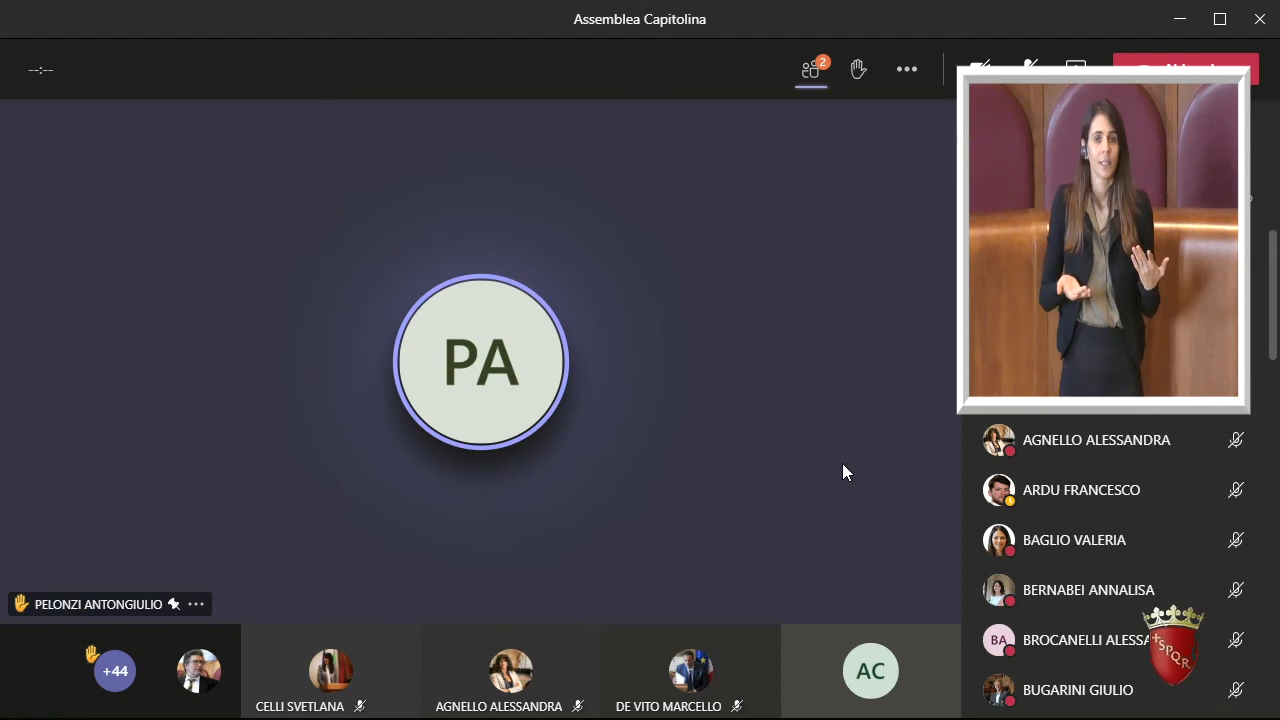 Assemblea Capitolina
--:--
2
PA
PELONZI ANTONGIULIO
+44
CELLI SVETLANA
AGNELLO ALESSANDRA
DE VITO MARCELLO
AC
AGNELLO ALESSANDRA
ARDU FRANCESCO
BAGLIO VALERIA
BERNABEI ANNALISA
BA
BROCANELLI ALESSA
BUGARINI GIULIO
SPQR